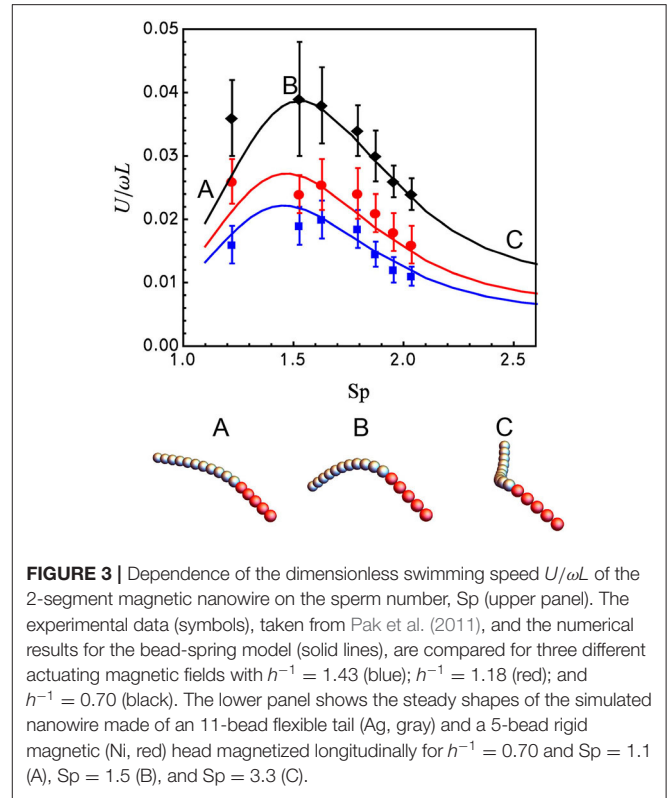 0.05
0.04
0.03
0.02
0.01
0.00
U/ωL
A
B
C
1.0 1.5 2.0 2.5
Sp
A B C
FIGURE 3 | Dependence of the dimensionless swimming speed U/ωL of the
2-segment magnetic nanowire on the sperm number, Sp (upper panel). The
experimental data (symbols), taken from Pak et al. (2011), and the numerical
results for the bead-spring model (solid lines), are compared for three different
actuating magnetic fields with h⁻¹ = 1.43 (blue); h⁻¹ = 1.18 (red); and
h⁻¹ = 0.70 (black). The lower panel shows the steady shapes of the simulated
nanowire made of an 11-bead flexible tail (Ag, gray) and a 5-bead rigid
magnetic (Ni, red) head magnetized longitudinally for h⁻¹ = 0.70 and Sp = 1.1
(A), Sp = 1.5 (B), and Sp = 3.3 (C).